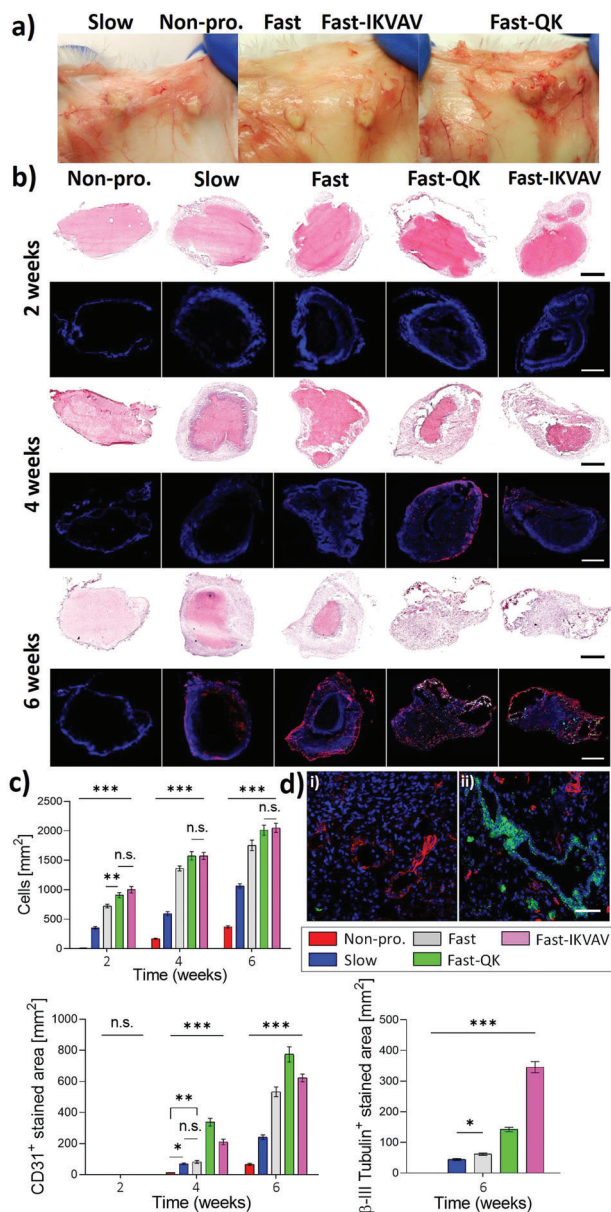 a)
Slow Non-pro. Fast Fast-IKVAV Fast-QK
b)
Non-pro. Slow Fast Fast-QK Fast-IKVAV
2 weeks
4 weeks
6 weeks
c)
*** *** ***
n.s. n.s. n.s.
**
Cells [mm²]
2500
2000
1500
1000
500
0
2 4 6
Time (weeks)
d)
i) ii)
Non-pro. Fast Fast-IKVAV
Slow Fast-QK
n.s. *** ***
**
n.s.
*
CD31⁺ stained area [mm²]
1000
800
600
400
200
0
2 4 6
Time (weeks)
***
*
β-III Tubulin⁺ stained area [mm²]
500
400
300
200
100
0
6
Time (weeks)